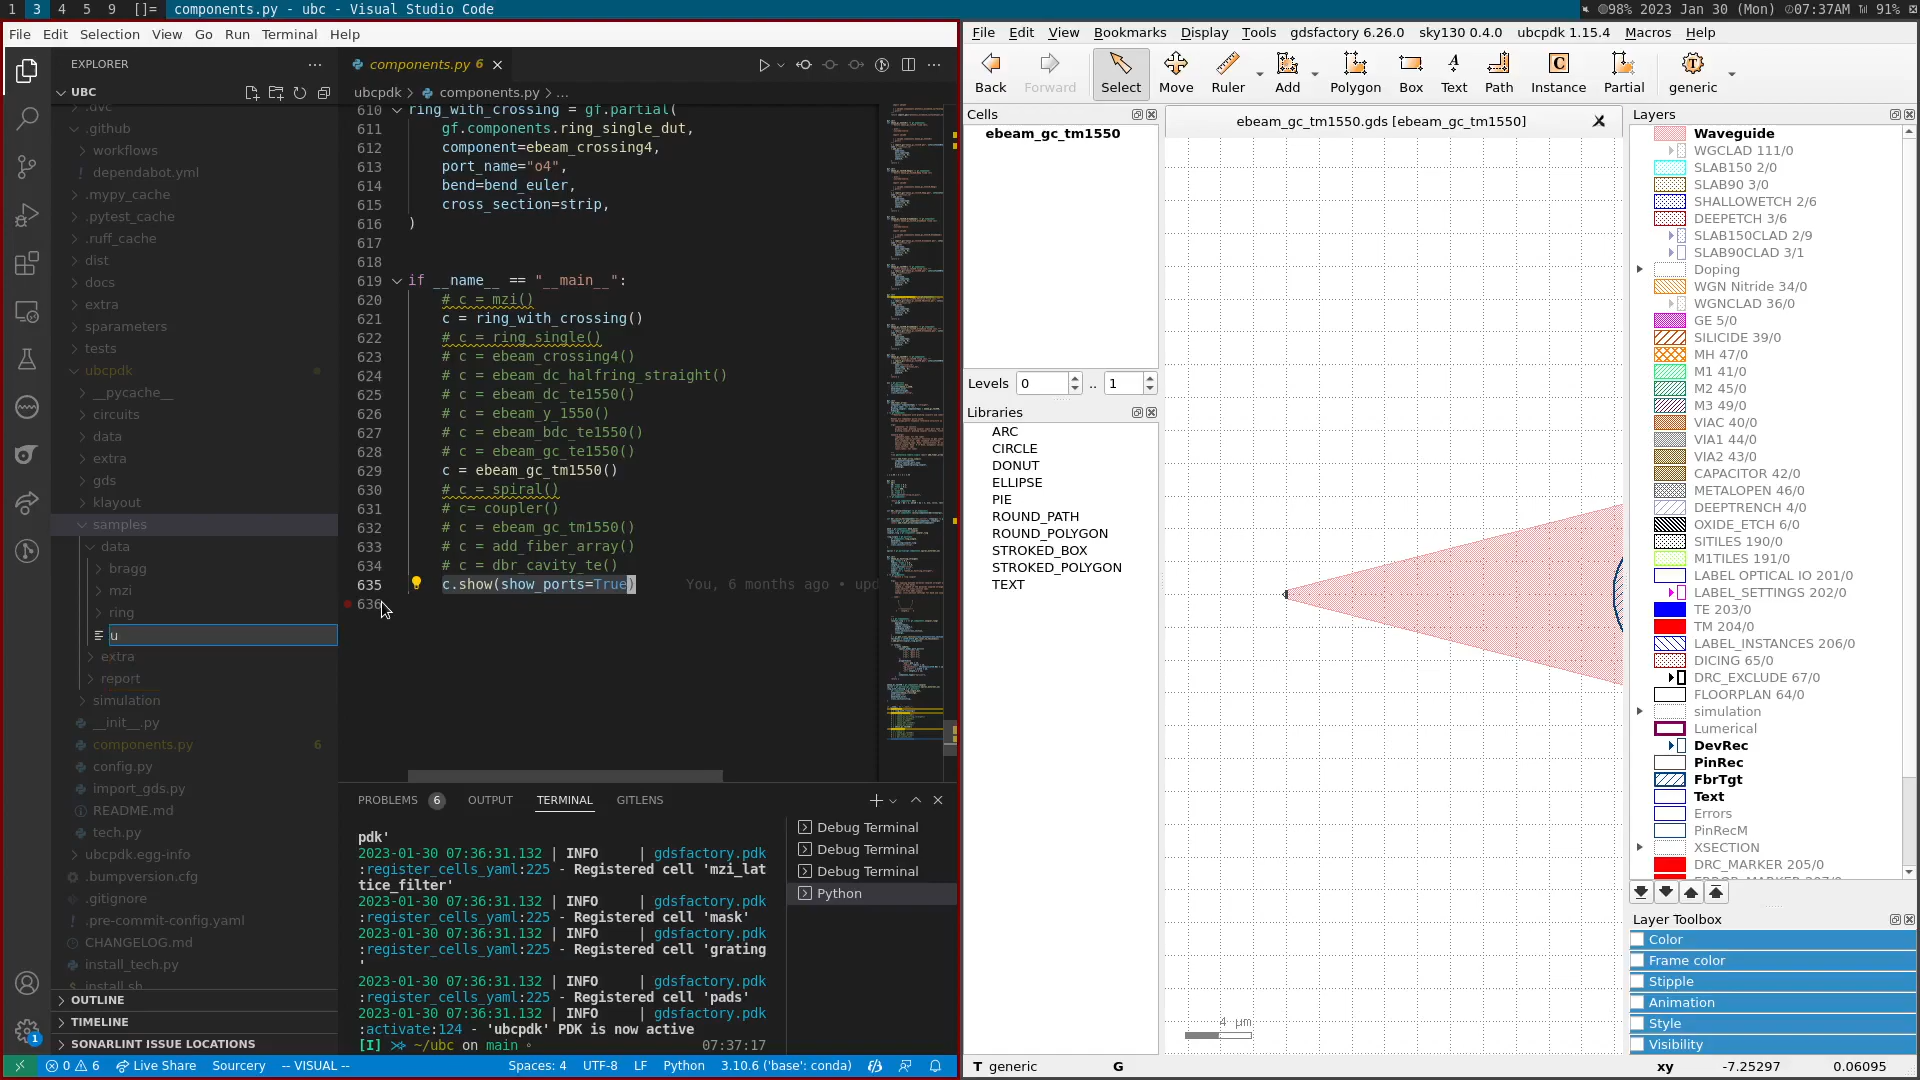 1 3 4 5 9 []= components.py - ubc - Visual Studio Code
98% 2023 Jan 30 (Mon) 07:37AM 91%
File Edit Selection View Go Run Terminal Help
EXPLORER
UBC
.dvc
.github
workflows
dependabot.yml
.mypy_cache
.pytest_cache
.ruff_cache
dist
docs
extra
sparameters
tests
ubcpdk
__pycache__
circuits
data
extra
gds
klayout
samples
data
bragg
mzi
ring
u
extra
report
simulation
__init__.py
components.py 6
config.py
import_gds.py
README.md
tech.py
ubcpdk.egg-info
.bumpversion.cfg
.gitignore
.pre-commit-config.yaml
CHANGELOG.md
install_tech.py
install.sh
OUTLINE
TIMELINE
SONARLINT ISSUE LOCATIONS
components.py 6
ubcpdk > components.py > ...
610 ring_with_crossing = gf.partial(
611 gf.components.ring_single_dut,
612 component=ebeam_crossing4,
613 port_name="o4",
614 bend=bend_euler,
615 cross_section=strip,
616 )
617
618
619 if __name__ == "__main__":
620 # c = mzi()
621 c = ring_with_crossing()
622 # c = ring_single()
623 # c = ebeam_crossing4()
624 # c = ebeam_dc_halfring_straight()
625 # c = ebeam_dc_te1550()
626 # c = ebeam_y_1550()
627 # c = ebeam_bdc_te1550()
628 # c = ebeam_gc_te1550()
629 c = ebeam_gc_tm1550()
630 # c = spiral()
631 # c= coupler()
632 # c = ebeam_gc_tm1550()
633 # c = add_fiber_array()
634 # c = dbr_cavity_te()
635 c.show(show_ports=True) You, 6 months ago • upd
636
PROBLEMS 6 OUTPUT TERMINAL GITLENS
pdk'
2023-01-30 07:36:31.132 | INFO | gdsfactory.pdk
:register_cells_yaml:225 - Registered cell 'mzi_lat
tice_filter'
2023-01-30 07:36:31.132 | INFO | gdsfactory.pdk
:register_cells_yaml:225 - Registered cell 'mask'
2023-01-30 07:36:31.132 | INFO | gdsfactory.pdk
:register_cells_yaml:225 - Registered cell 'grating
'
2023-01-30 07:36:31.132 | INFO | gdsfactory.pdk
:register_cells_yaml:225 - Registered cell 'pads'
2023-01-30 07:36:31.132 | INFO | gdsfactory.pdk
:activate:124 - 'ubcpdk' PDK is now active
[I] ~/ubc on main 07:37:17
Debug Terminal
Debug Terminal
Debug Terminal
Python
1
0 6 Live Share Sourcery -- VISUAL -- Spaces: 4 UTF-8 LF Python 3.10.6 ('base': conda)
File Edit View Bookmarks Display Tools gdsfactory 6.26.0 sky130 0.4.0 ubcpdk 1.15.4 Macros Help
Back Forward Select Move Ruler Add Polygon Box Text Path Instance Partial generic
Cells
ebeam_gc_tm1550
Levels 0 .. 1
Libraries
ARC
CIRCLE
DONUT
ELLIPSE
PIE
ROUND_PATH
ROUND_POLYGON
STROKED_BOX
STROKED_POLYGON
TEXT
ebeam_gc_tm1550.gds [ebeam_gc_tm1550]
4 µm
Layers
Waveguide
WGCLAD 111/0
SLAB150 2/0
SLAB90 3/0
SHALLOWETCH 2/6
DEEPETCH 3/6
SLAB150CLAD 2/9
SLAB90CLAD 3/1
Doping
WGN Nitride 34/0
WGNCLAD 36/0
GE 5/0
SILICIDE 39/0
MH 47/0
M1 41/0
M2 45/0
M3 49/0
VIAC 40/0
VIA1 44/0
VIA2 43/0
CAPACITOR 42/0
METALOPEN 46/0
DEEPTRENCH 4/0
OXIDE_ETCH 6/0
SITILES 190/0
M1TILES 191/0
LABEL OPTICAL IO 201/0
LABEL_SETTINGS 202/0
TE 203/0
TM 204/0
LABEL_INSTANCES 206/0
DICING 65/0
DRC_EXCLUDE 67/0
FLOORPLAN 64/0
simulation
Lumerical
DevRec
PinRec
FbrTgt
Text
Errors
PinRecM
XSECTION
DRC_MARKER 205/0
ERROR_MARKER 207/0
Layer Toolbox
Color
Frame color
Stipple
Animation
Style
Visibility
T generic G xy -7.25297 0.06095